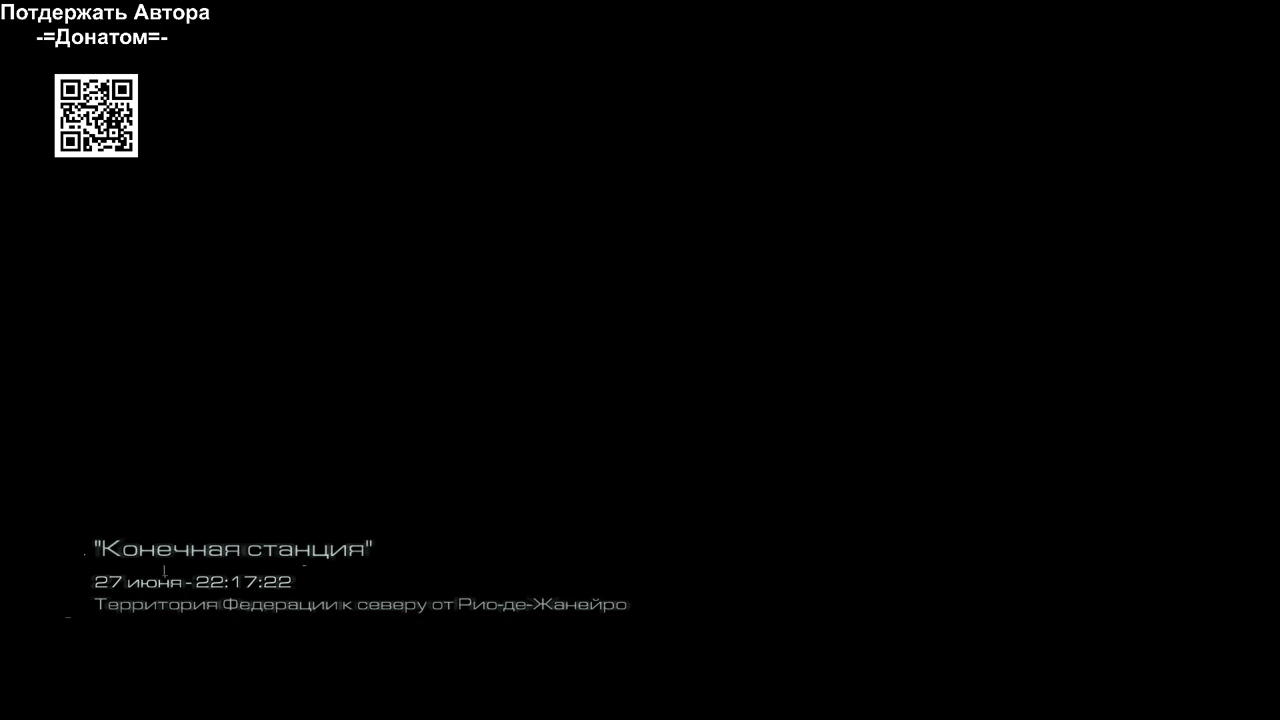 Потдержать Автора
-=Донатом=-
"Конечная станция"
27 июня - 22:17:22
Территория Федерации к северу от Рио-де-Жанейро